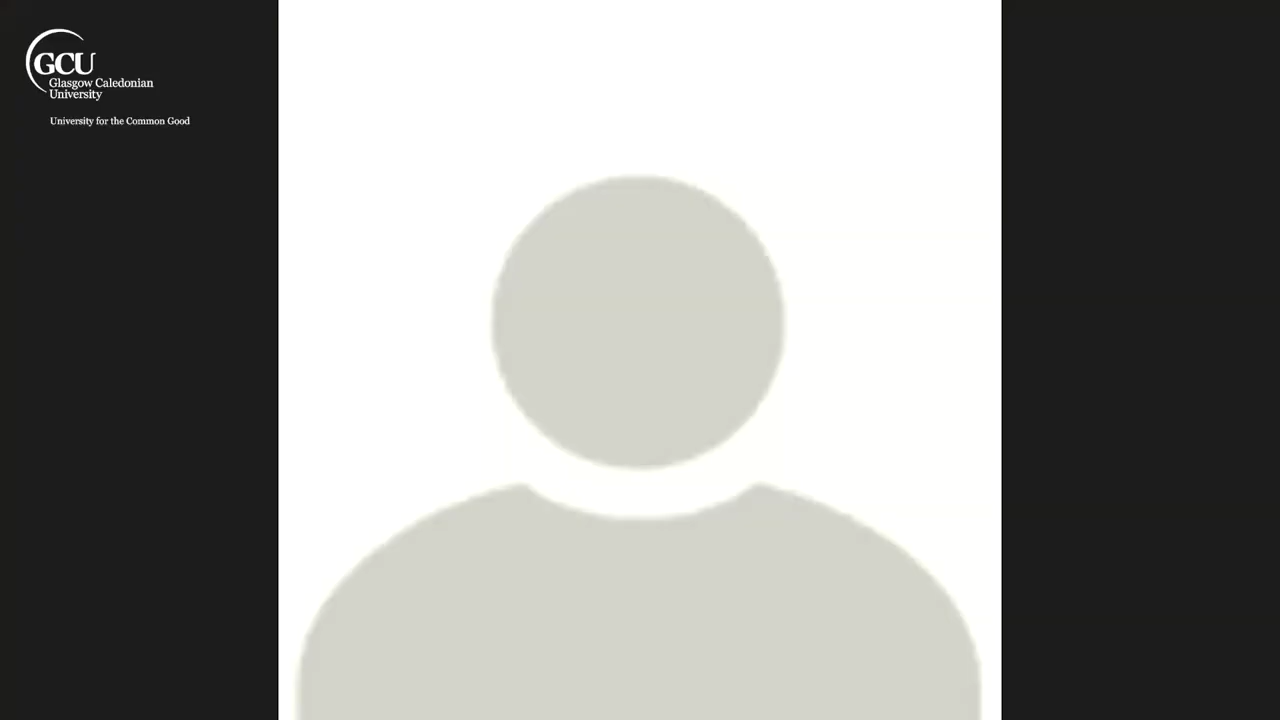 GCU
Glasgow Caledonian
University
University for the Common Good